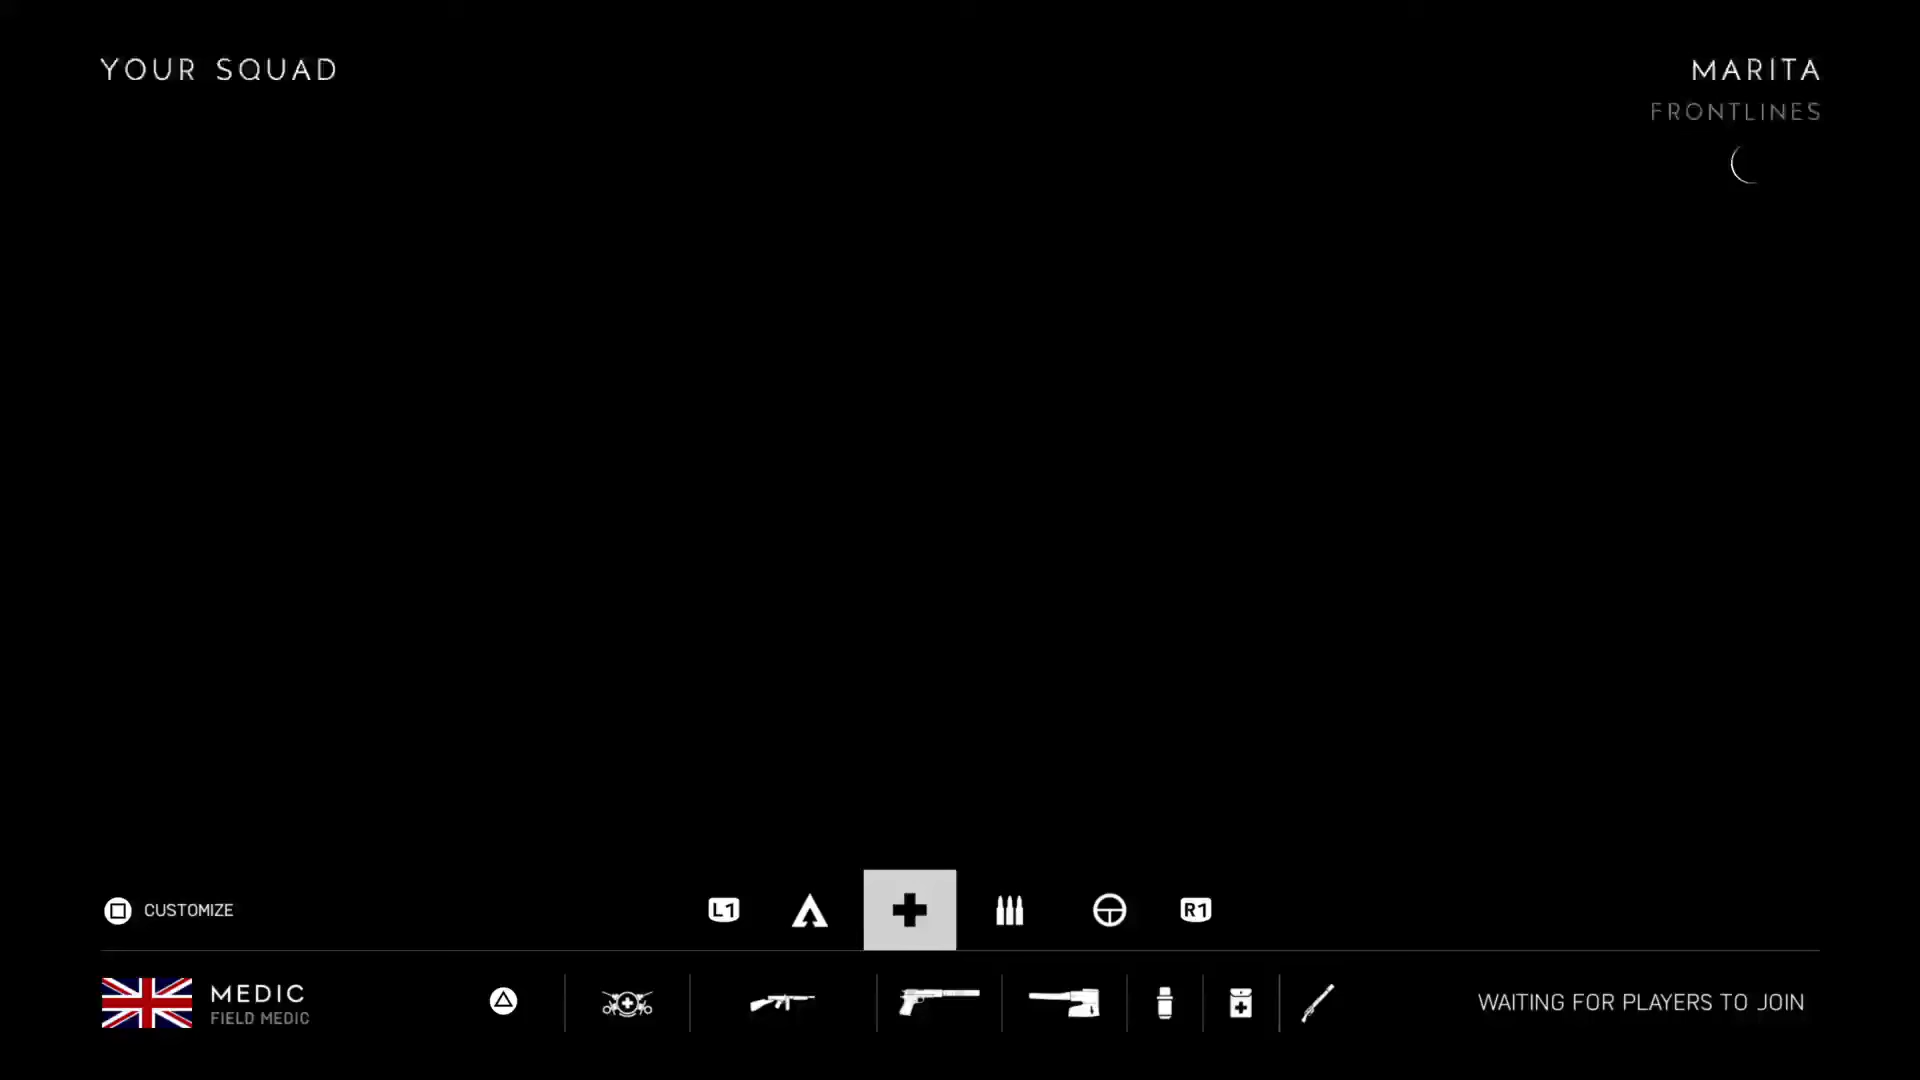 YOUR SQUAD
MARITA
FRONTLINES
CUSTOMIZE
L1
R1
MEDIC
FIELD MEDIC
WAITING FOR PLAYERS TO JOIN